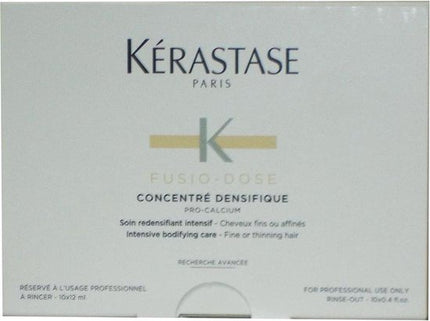 KÉRASTASE
PARIS
K
FUSIO-DOSE
CONCENTRÉ DENSIFIQUE
PRO-CALCIUM
Soin redensifiant intensif - Cheveux fins ou affinés
Intensive bodifying care - Fine or thinning hair
RECHERCHE AVANCÉE
RÉSERVÉ À L'USAGE PROFESSIONNEL
À RINCER - 10x12 ml
FOR PROFESSIONAL USE ONLY
RINSE-OUT - 10x0.4 fl.oz.